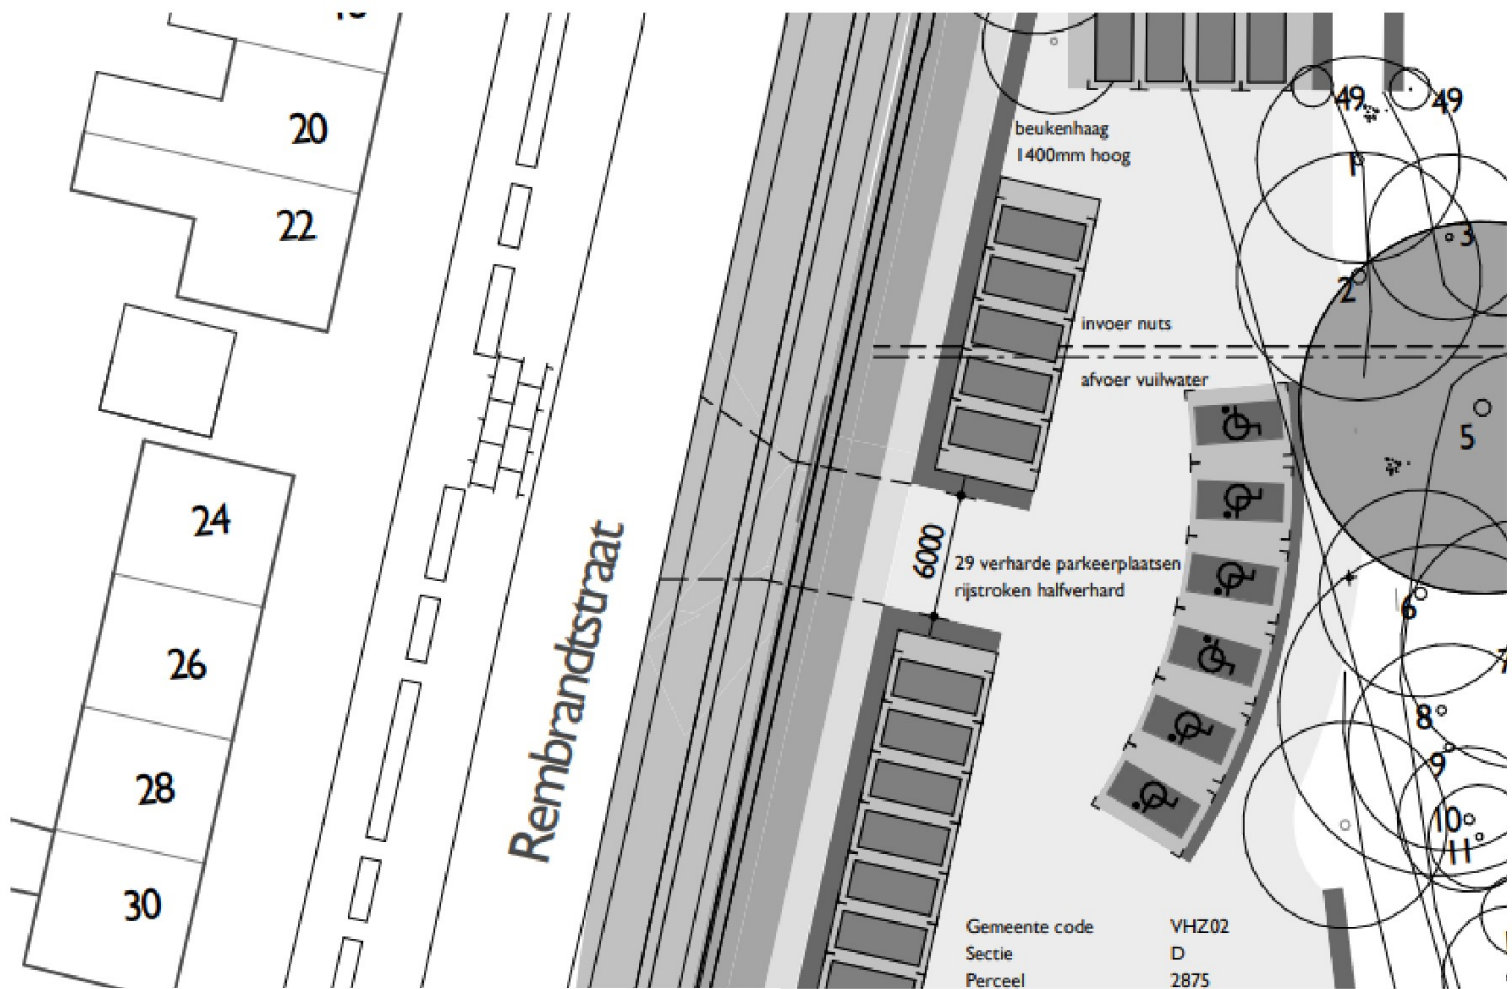 20
22
24
26
28
30
Rembrandtstraat
beukenhaag
1400mm hoog
invoer nuts
afvoer vuilwater
6000
29 verharde parkeerplaatsen
rijstroken halfverhard
49
49
1
2
3
5
6
7
8
9
10
11
Gemeente code VHZ02
Sectie D
Perceel 2875